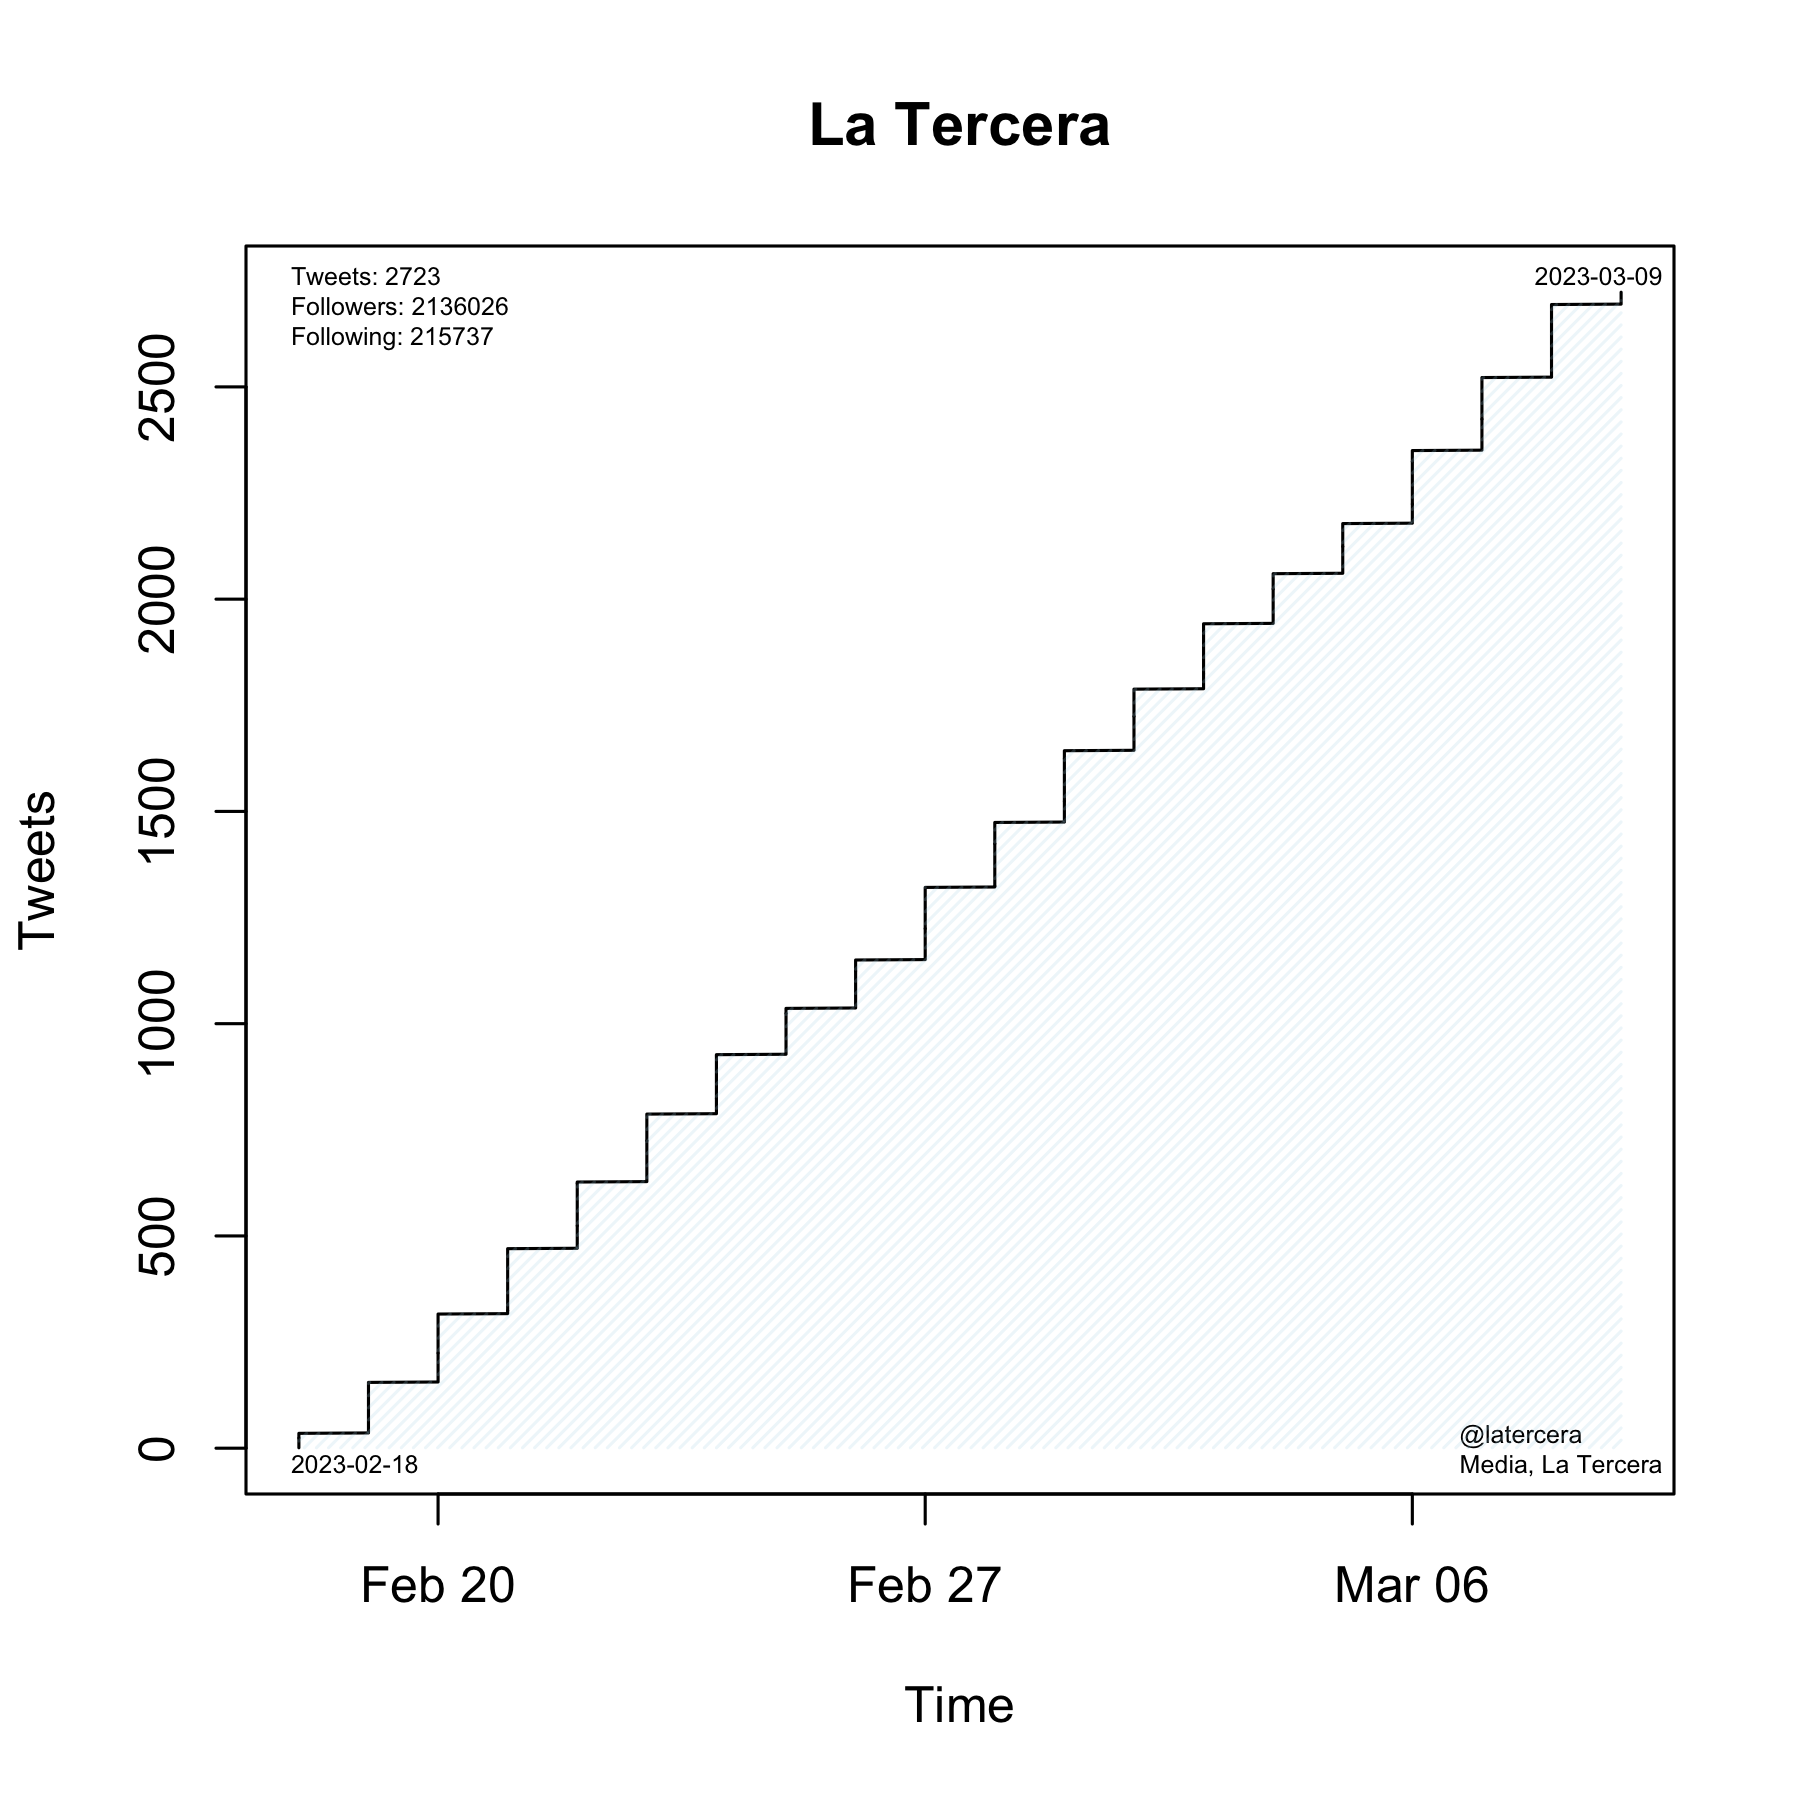 La Tercera
Tweets: 2723
Followers: 2136026
Following: 215737
2023-03-09
2500
2000
1500
1000
500
0
Tweets
@latercera
Media, La Tercera
2023-02-18
Feb 20
Feb 27
Mar 06
Time